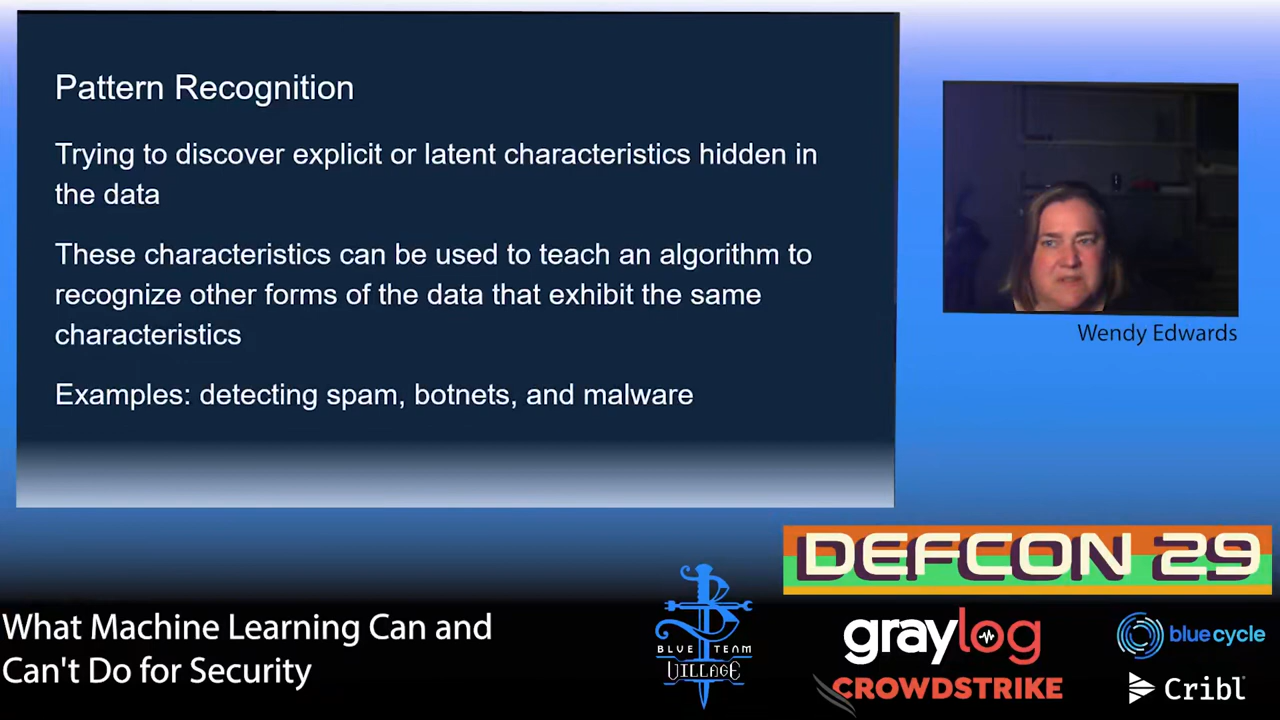 Pattern Recognition
Trying to discover explicit or latent characteristics hidden in
the data
These characteristics can be used to teach an algorithm to
recognize other forms of the data that exhibit the same
characteristics
Examples: detecting spam, botnets, and malware
Wendy Edwards
DEFCON 29
What Machine Learning Can and
Can't Do for Security
BLUE TEAM
VILLAGE
graylog
CROWDSTRIKE
bluecycle
Cribl